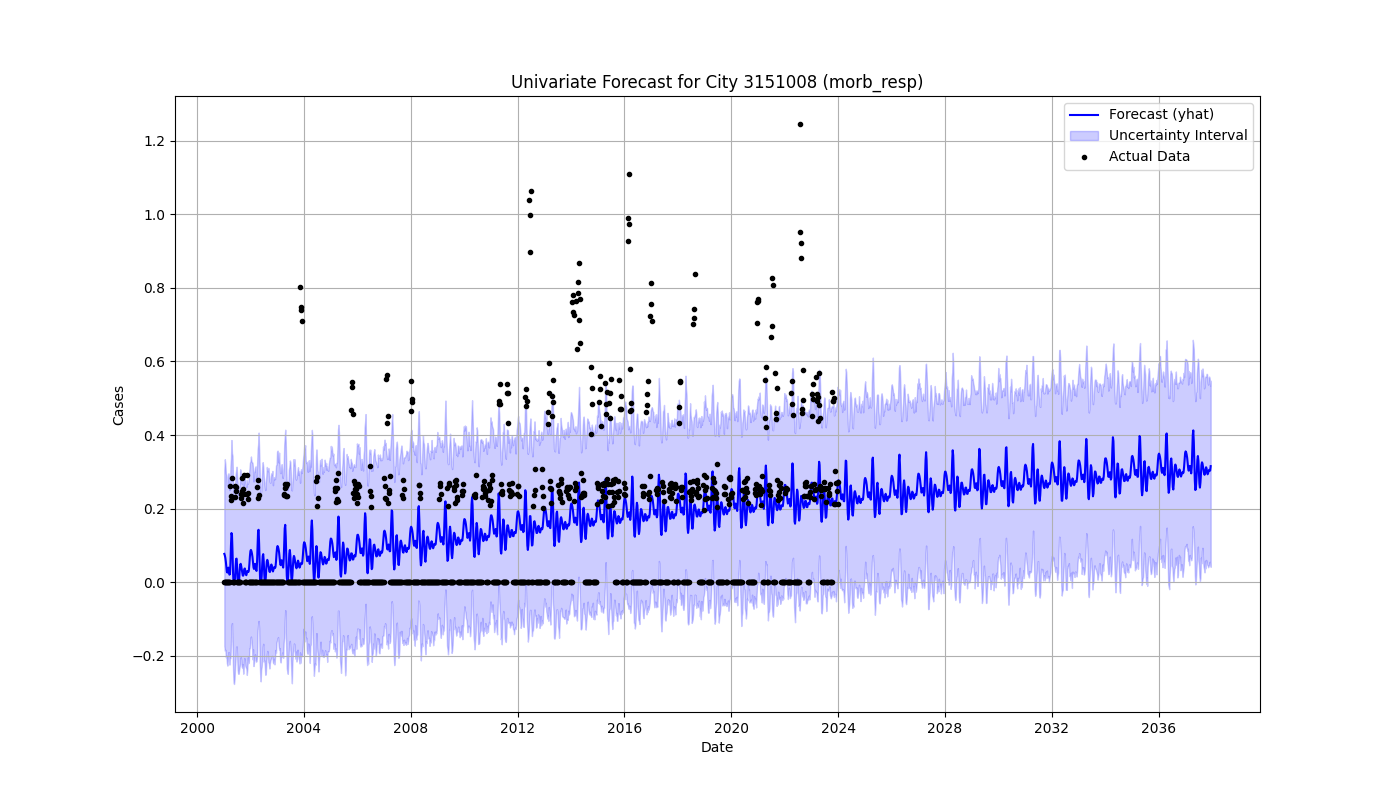 Univariate Forecast for City 3151008 (morb_resp)
Forecast (yhat)
Uncertainty Interval
Actual Data
1.2
1.0
0.8
0.6
0.4
0.2
0.0
−0.2
Cases
2000 2004 2008 2012 2016 2020 2024 2028 2032 2036
Date